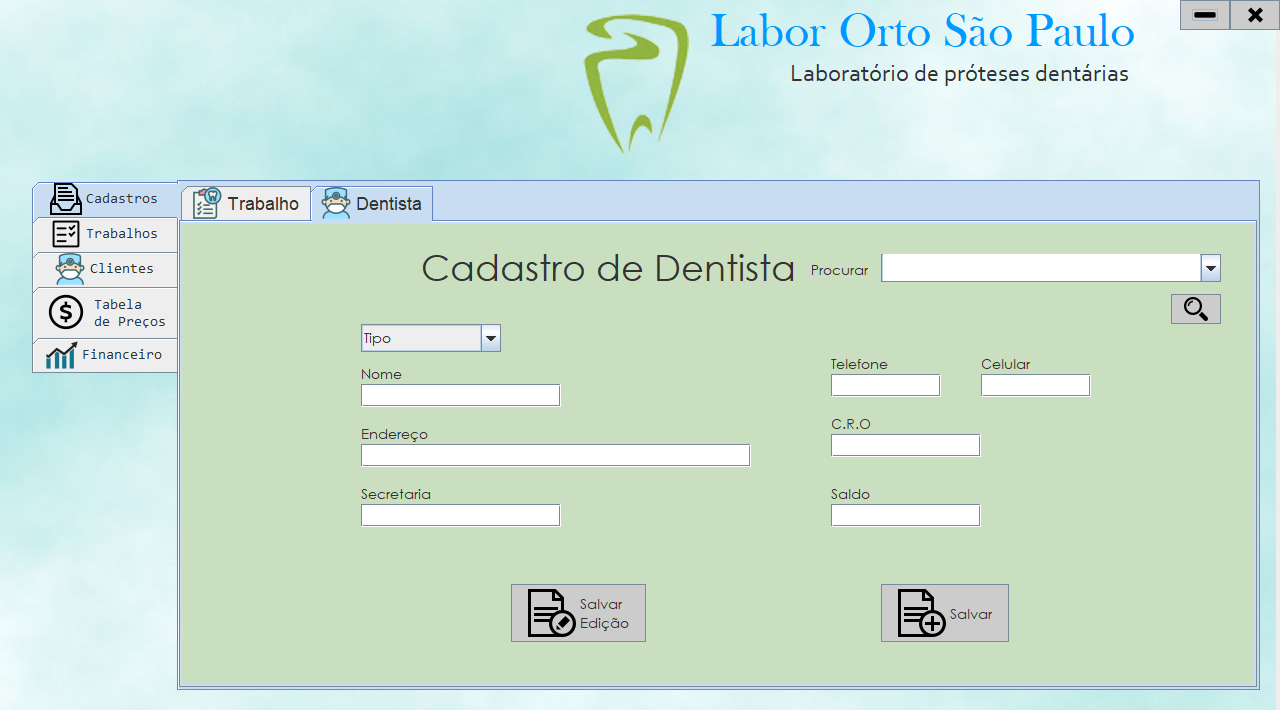 Labor Orto São Paulo
Laboratório de próteses dentárias
Cadastros
Trabalhos
Clientes
Tabela
de Preços
Financeiro
Trabalho
Dentista
Cadastro de Dentista
Procurar
Tipo
Nome
Endereço
Secretaria
Telefone
Celular
C.R.O
Saldo
Salvar
Edição
Salvar